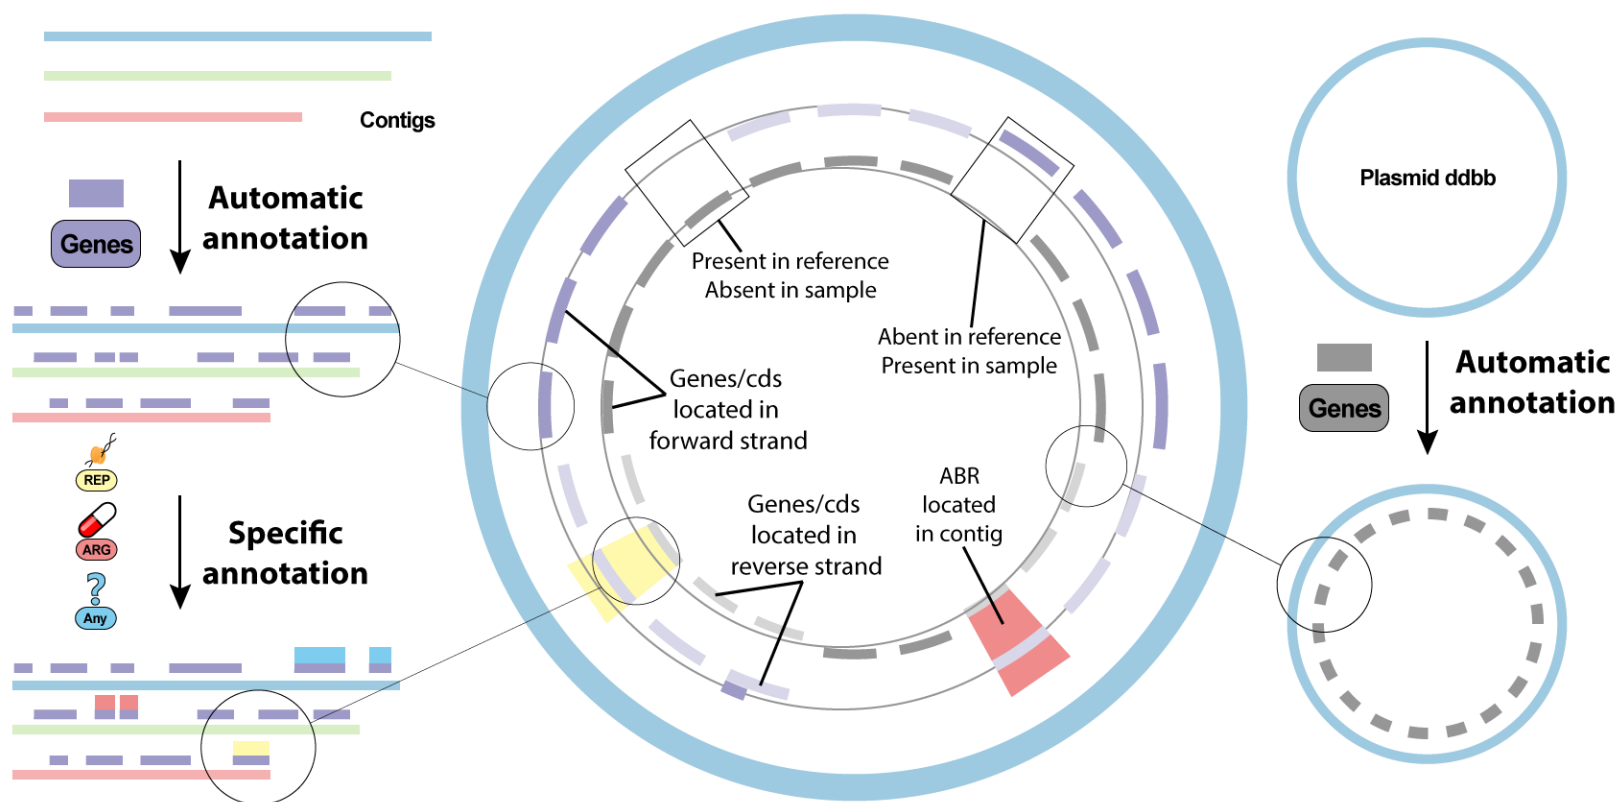 Contigs
Automatic
annotation
Genes
REP
ARG
Any
Specific
annotation
Present in reference
Absent in sample
Abent in reference
Present in sample
Genes/cds
located in
forward strand
Genes/cds
located in
reverse strand
ABR
located
in contig
Plasmid ddbb
Automatic
annotation
Genes